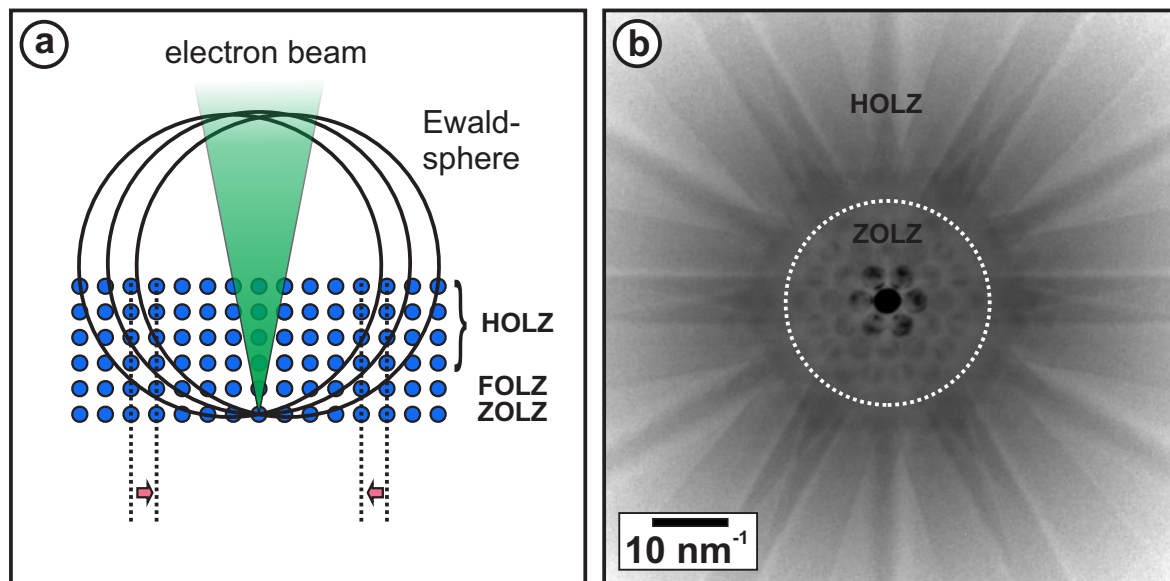 a
electron beam
Ewald-
sphere
HOLZ
FOLZ
ZOLZ
b
HOLZ
ZOLZ
10 nm⁻¹